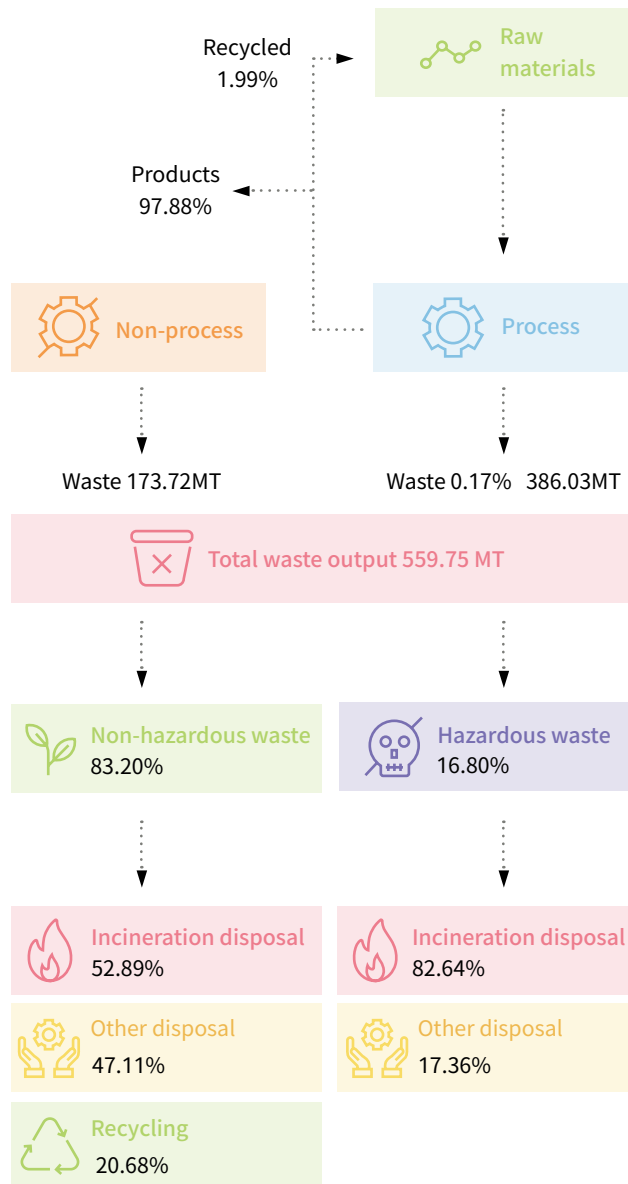 Recycled
1.99%
Raw
materials
Products
97.88%
Non-process
Process
Waste 173.72MT
Waste 0.17% 386.03MT
Total waste output 559.75 MT
Non-hazardous waste
83.20%
Hazardous waste
16.80%
Incineration disposal
52.89%
Incineration disposal
82.64%
Other disposal
47.11%
Other disposal
17.36%
Recycling
20.68%